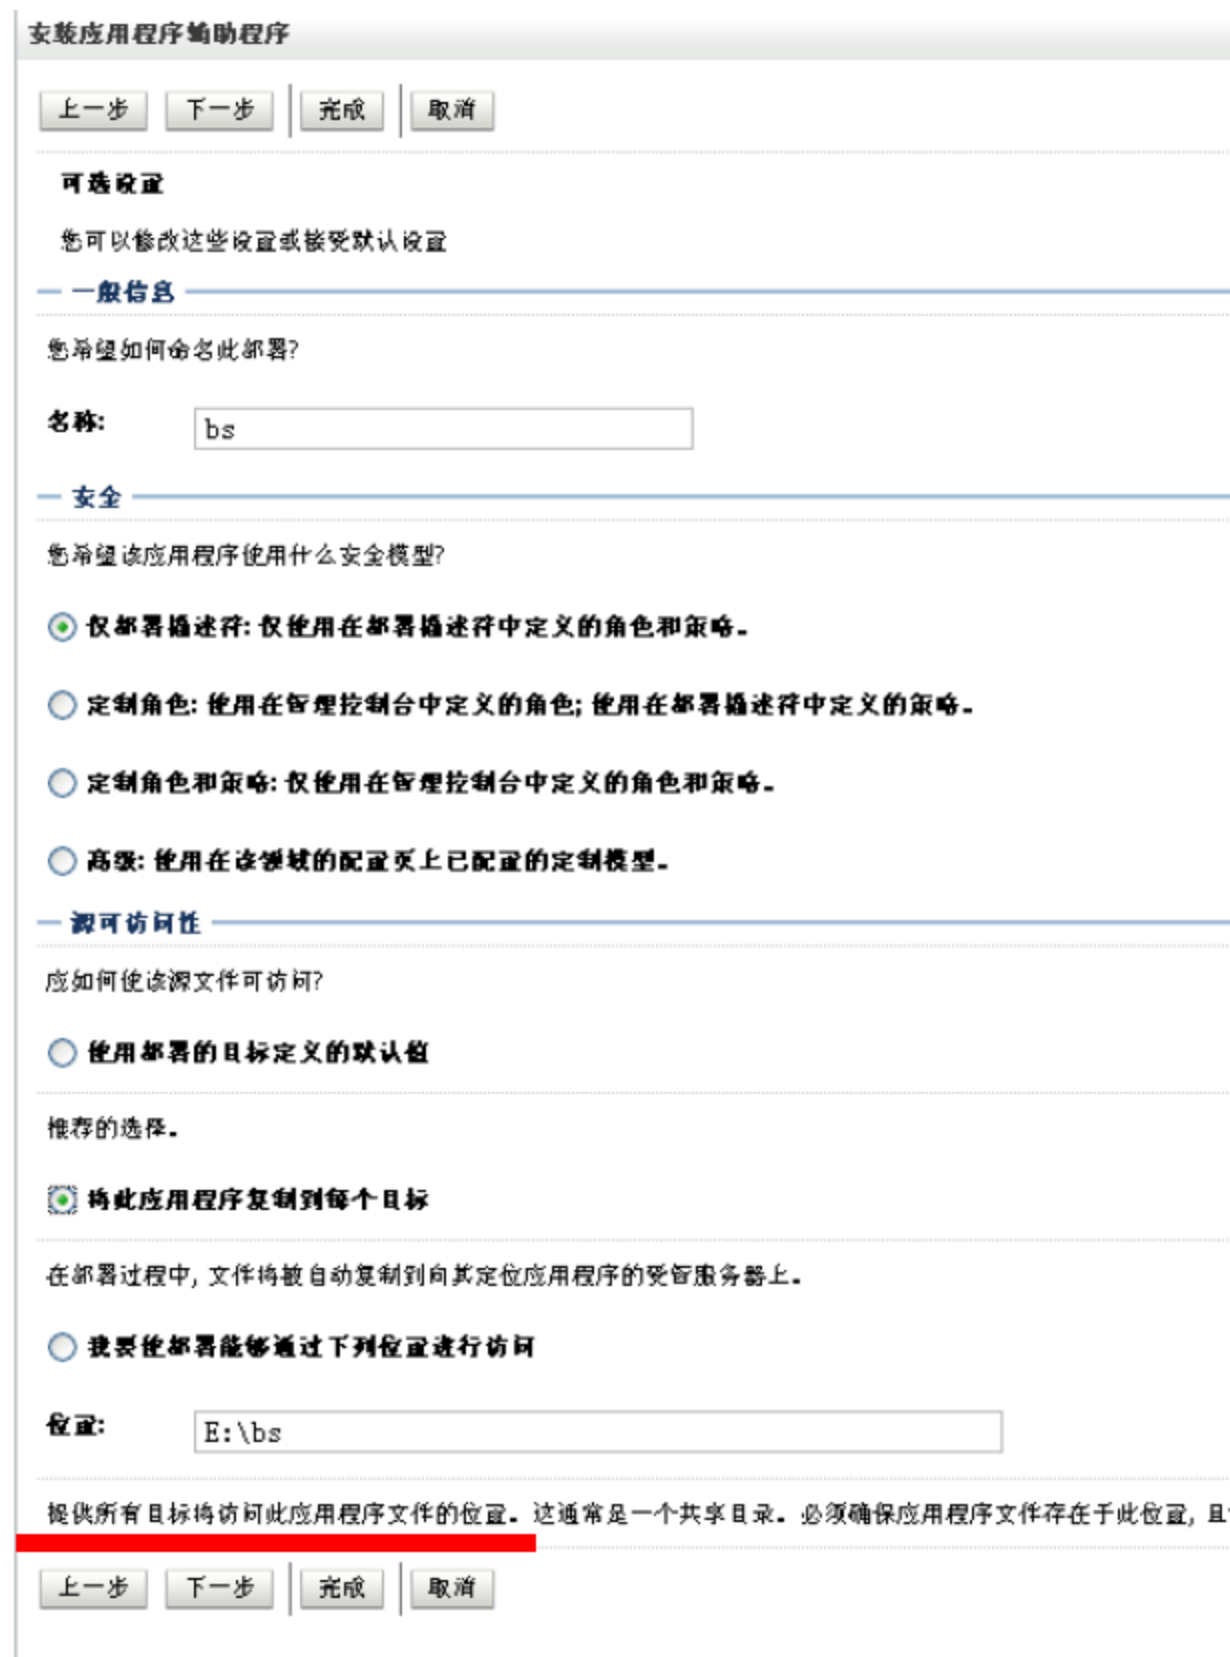 安装应用程序辅助程序
上一步 下一步 完成 取消
可选设置
您可以修改这些设置或接受默认设置
一般信息
您希望如何命名此部署?
名称: bs
安全
您希望该应用程序使用什么安全模型?
仅部署描述符: 仅使用在部署描述符中定义的角色和策略。
定制角色: 使用在管理控制台中定义的角色; 使用在部署描述符中定义的策略。
定制角色和策略: 仅使用在管理控制台中定义的角色和策略。
高级: 使用在该领域的配置页上已配置的定制模型。
源可访问性
应如何使该源文件可访问?
使用部署的目标定义的默认值
推荐的选择。
将此应用程序复制到每个目标
在部署过程中, 文件将被自动复制到向其定位应用程序的受管服务器上。
我要使部署能够通过下列位置进行访问
位置: E:\bs
提供所有目标将访问此应用程序文件的位置。这通常是一个共享目录。必须确保应用程序文件存在于此位置, 且
上一步 下一步 完成 取消